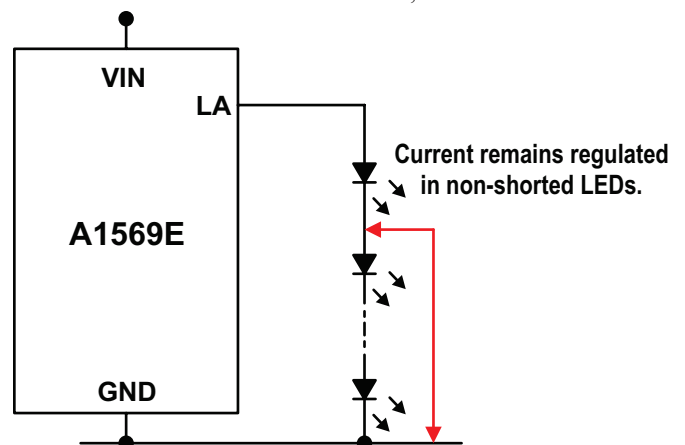 VIN
LA
Current remains regulated
in non-shorted LEDs.
A1569E
GND